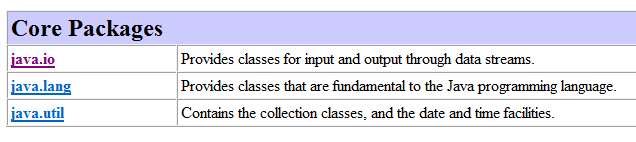 Core Packages
java.io Provides classes for input and output through data streams.
java.lang Provides classes that are fundamental to the Java programming language.
java.util Contains the collection classes, and the date and time facilities.